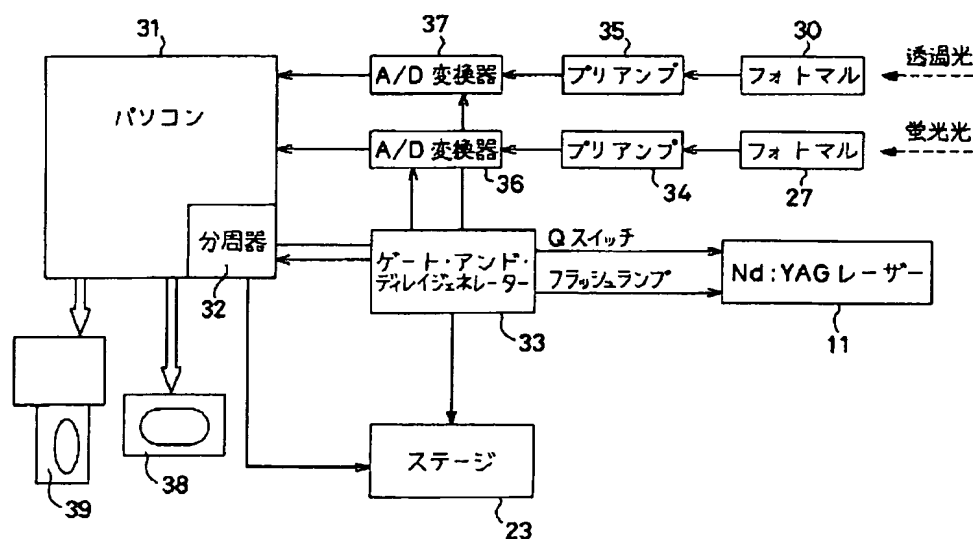 31
37
35
30
パソコン
A/D 変換器
プリアンプ
フォトマル
透過光
A/D 変換器
プリアンプ
フォトマル
蛍光光
36
34
27
分周器
32
ゲート・アンド・
ディレイジェネレーター
33
Qスイッチ
フラッシュランプ
Nd:YAG レーザー
11
39
38
ステージ
23